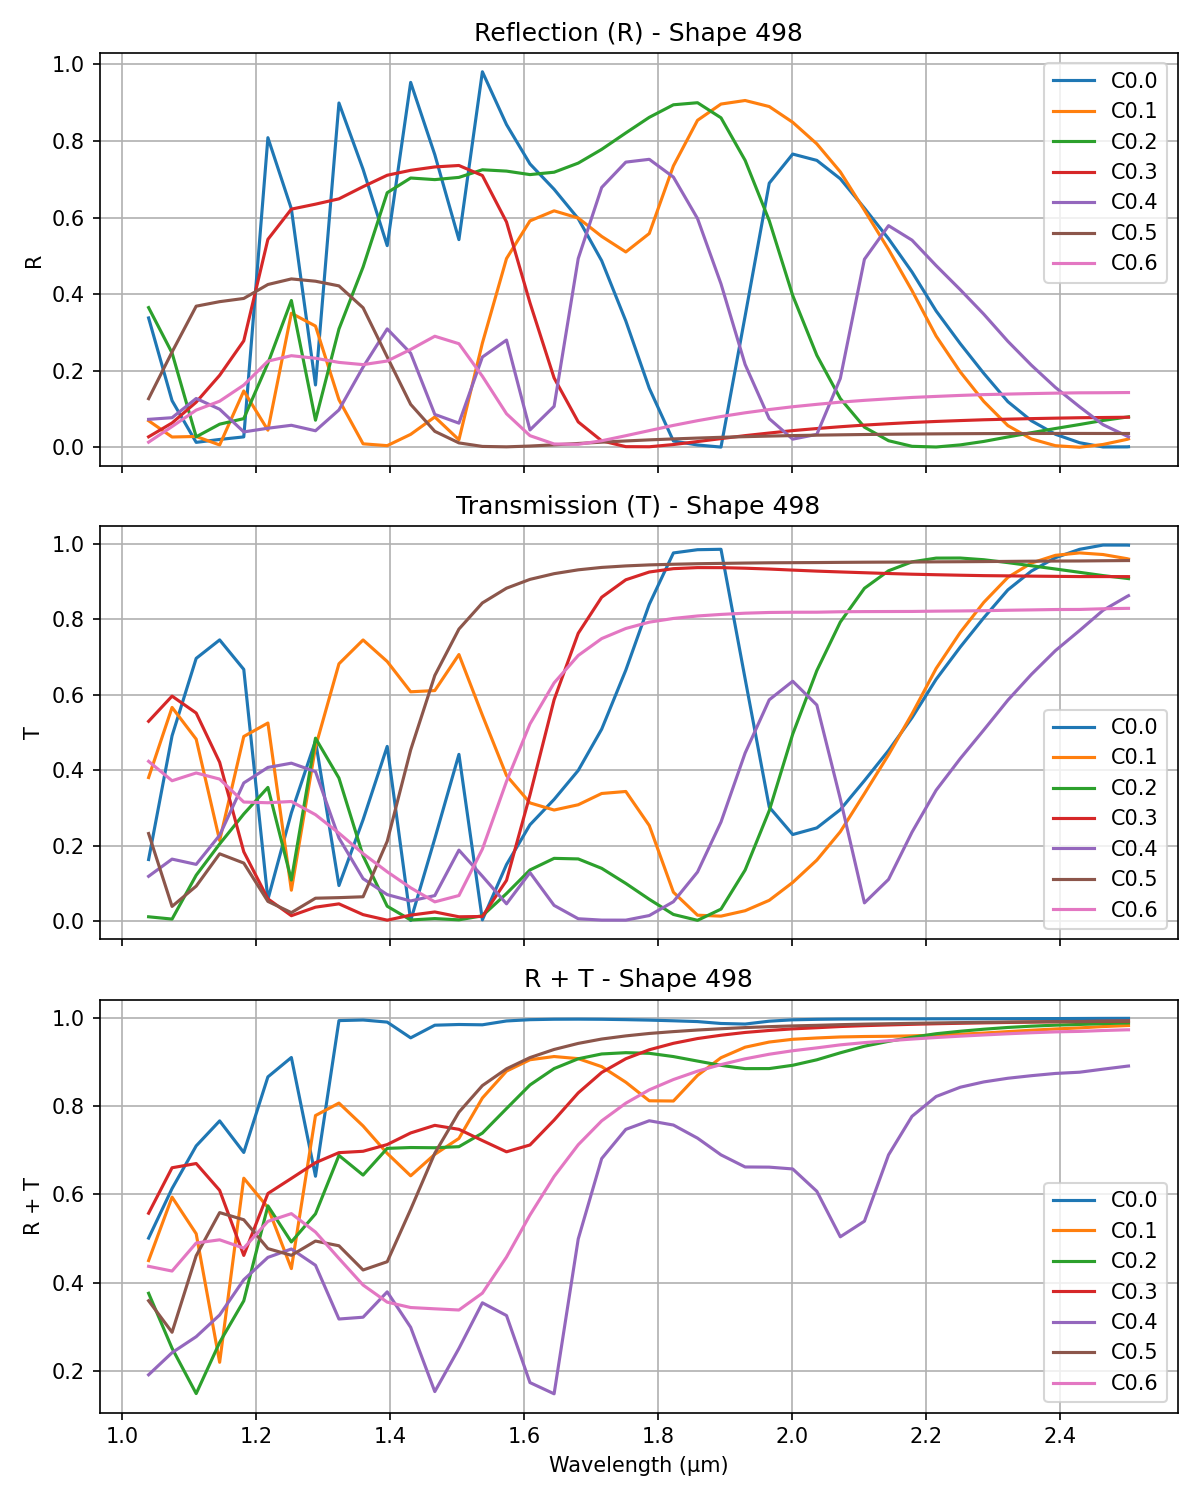 Reflection (R) - Shape 498
1.0
0.8
0.6
0.4
0.2
0.0
R
C0.0
C0.1
C0.2
C0.3
C0.4
C0.5
C0.6
Transmission (T) - Shape 498
1.0
0.8
0.6
0.4
0.2
0.0
T
C0.0
C0.1
C0.2
C0.3
C0.4
C0.5
C0.6
R + T - Shape 498
1.0
0.8
0.6
0.4
0.2
R + T
C0.0
C0.1
C0.2
C0.3
C0.4
C0.5
C0.6
1.0 1.2 1.4 1.6 1.8 2.0 2.2 2.4
Wavelength (μm)